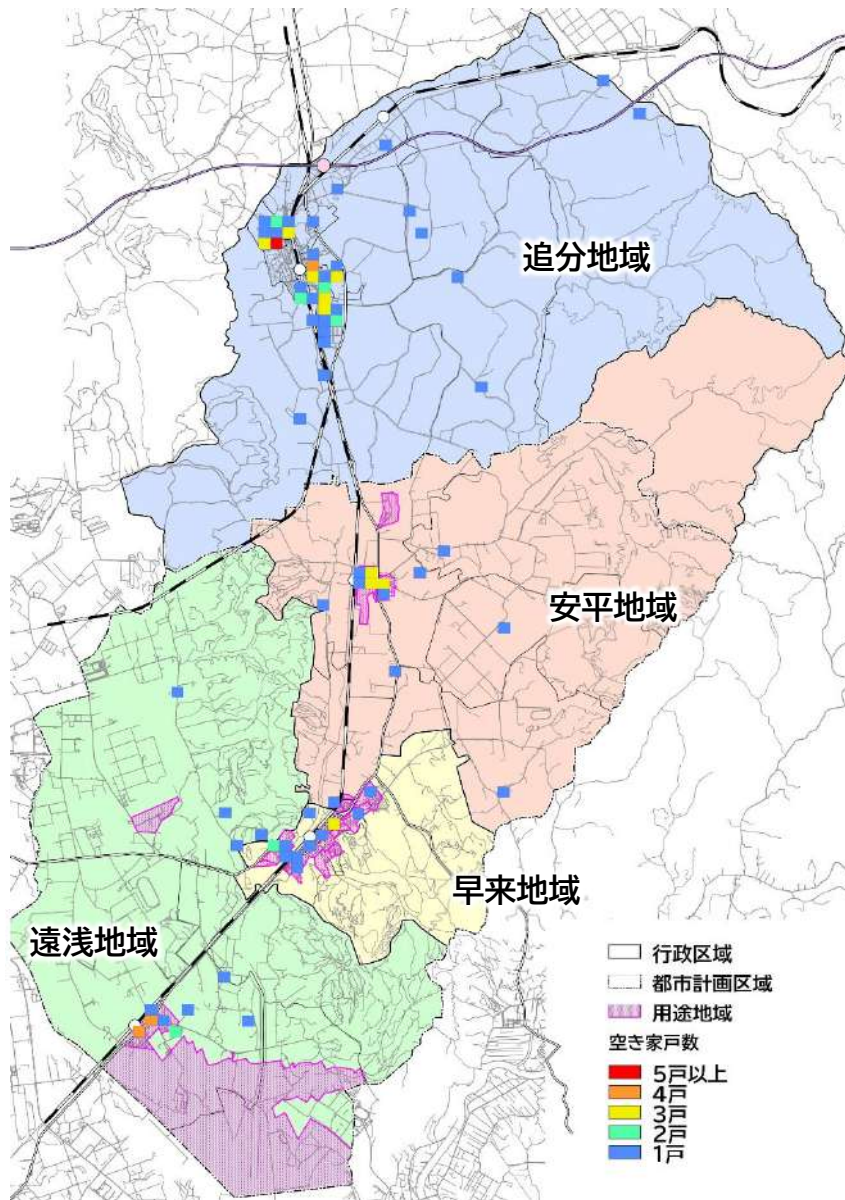 追分地域
安平地域
早来地域
遠浅地域
行政区域
都市計画区域
用途地域
空き家戸数
5戸以上
4戸
3戸
2戸
1戸